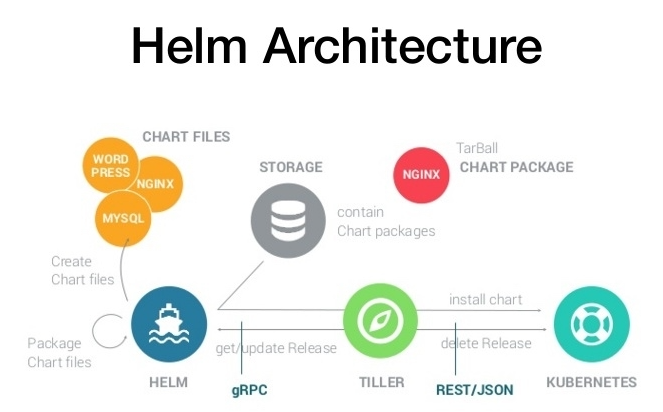 Helm Architecture
CHART FILES
WORD
PRESS
NGINX
MYSQL
STORAGE
NGINX
TarBall
CHART PACKAGE
contain
Chart packages
Create
Chart files
Package
Chart files
install chart
get/update Release
delete Release
HELM
gRPC
TILLER
REST/JSON
KUBERNETES